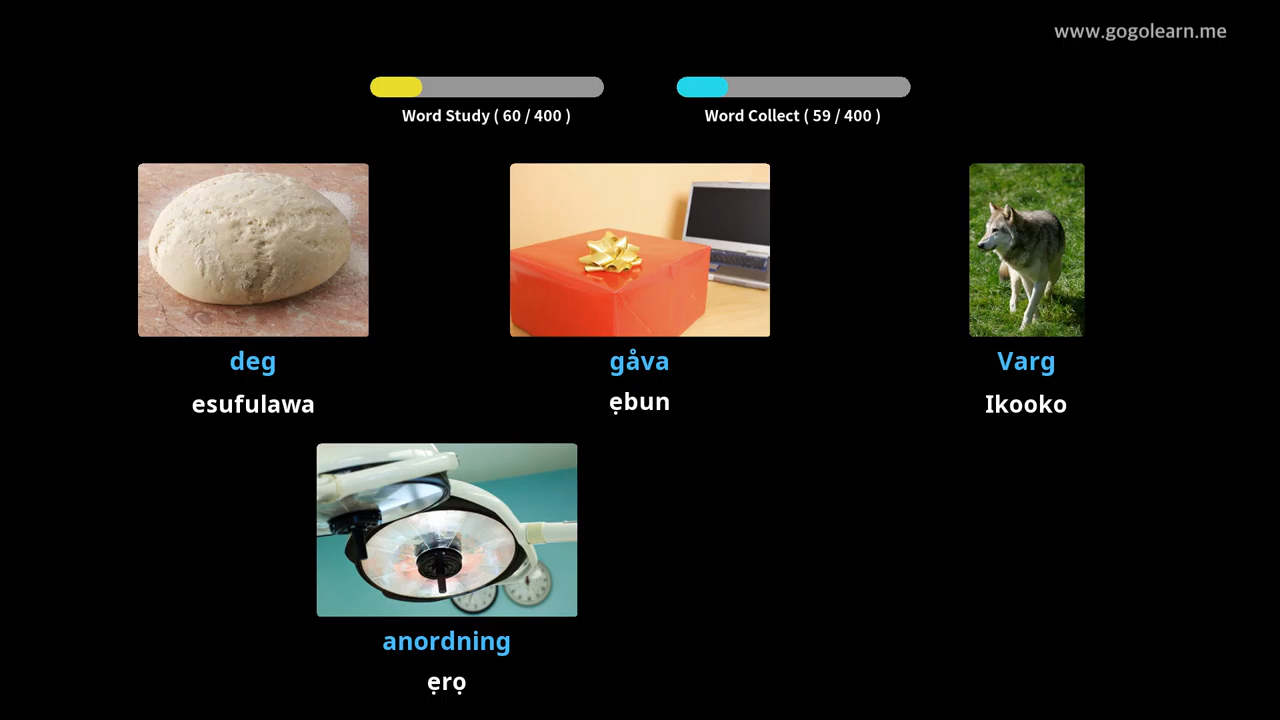 www.gogolearn.me
Word Study ( 60 / 400 )
Word Collect ( 59 / 400 )
deg
esufulawa
gåva
ẹbun
Varg
Ikooko
anordning
ẹrọ